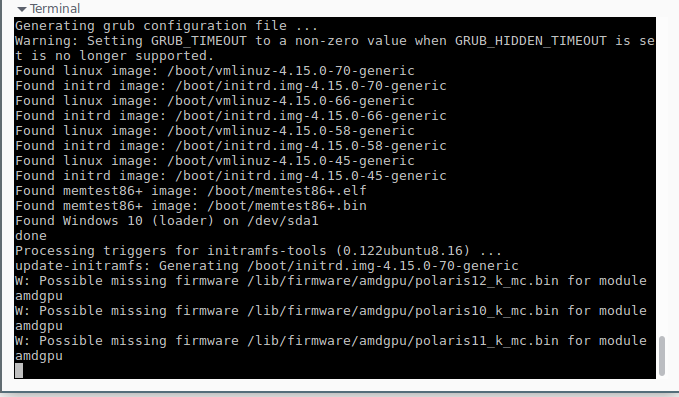 Terminal
Generating grub configuration file ...
Warning: Setting GRUB_TIMEOUT to a non-zero value when GRUB_HIDDEN_TIMEOUT is se
t is no longer supported.
Found linux image: /boot/vmlinuz-4.15.0-70-generic
Found initrd image: /boot/initrd.img-4.15.0-70-generic
Found linux image: /boot/vmlinuz-4.15.0-66-generic
Found initrd image: /boot/initrd.img-4.15.0-66-generic
Found linux image: /boot/vmlinuz-4.15.0-58-generic
Found initrd image: /boot/initrd.img-4.15.0-58-generic
Found linux image: /boot/vmlinuz-4.15.0-45-generic
Found initrd image: /boot/initrd.img-4.15.0-45-generic
Found memtest86+ image: /boot/memtest86+.elf
Found memtest86+ image: /boot/memtest86+.bin
Found Windows 10 (loader) on /dev/sda1
done
Processing triggers for initramfs-tools (0.122ubuntu8.16) ...
update-initramfs: Generating /boot/initrd.img-4.15.0-70-generic
W: Possible missing firmware /lib/firmware/amdgpu/polaris12_k_mc.bin for module
amdgpu
W: Possible missing firmware /lib/firmware/amdgpu/polaris10_k_mc.bin for module
amdgpu
W: Possible missing firmware /lib/firmware/amdgpu/polaris11_k_mc.bin for module
amdgpu